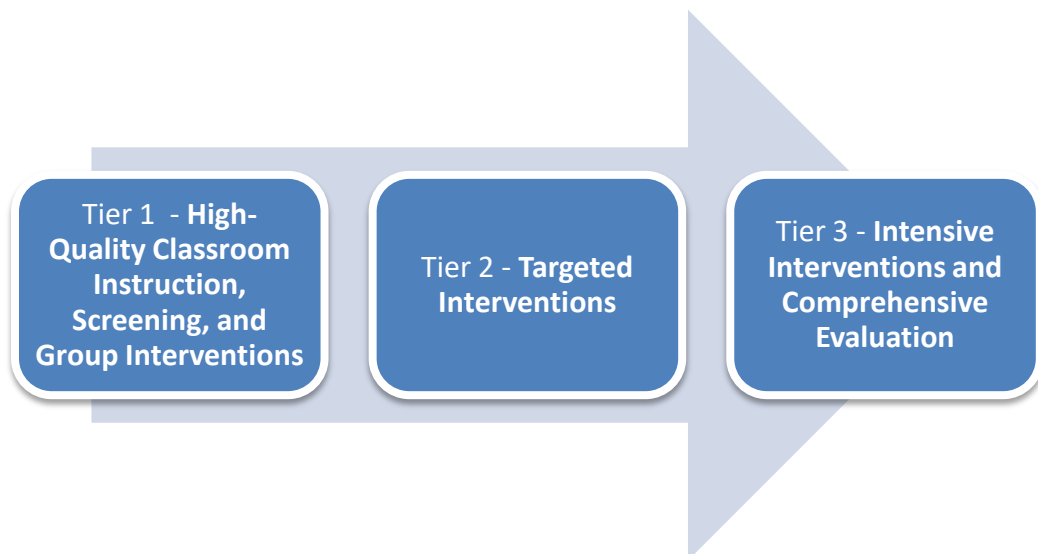 Tier 1 - High-
Quality Classroom
Instruction,
Screening, and
Group Interventions
Tier 2 - Targeted
Interventions
Tier 3 - Intensive
Interventions and
Comprehensive
Evaluation